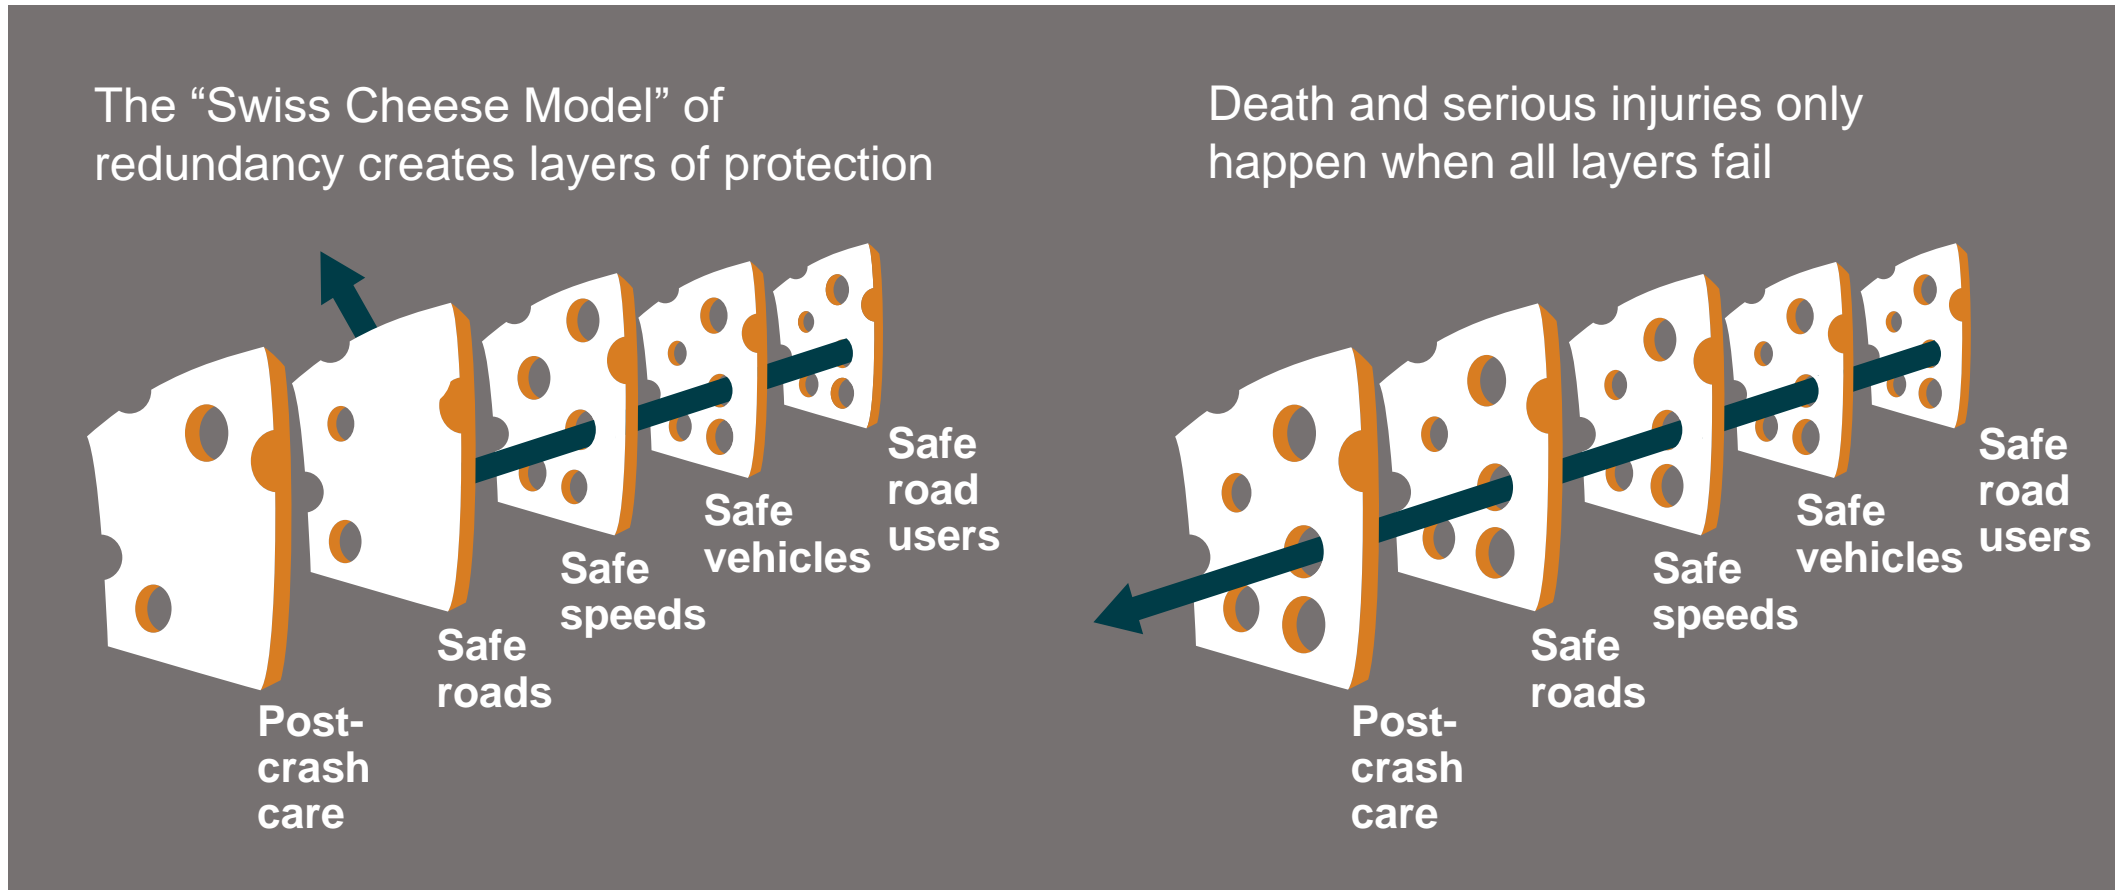 The “Swiss Cheese Model” of
redundancy creates layers of protection
Post-
crash
care
Safe
roads
Safe
speeds
Safe
vehicles
Safe
road
users
Death and serious injuries only
happen when all layers fail
Post-
crash
care
Safe
roads
Safe
speeds
Safe
vehicles
Safe
road
users